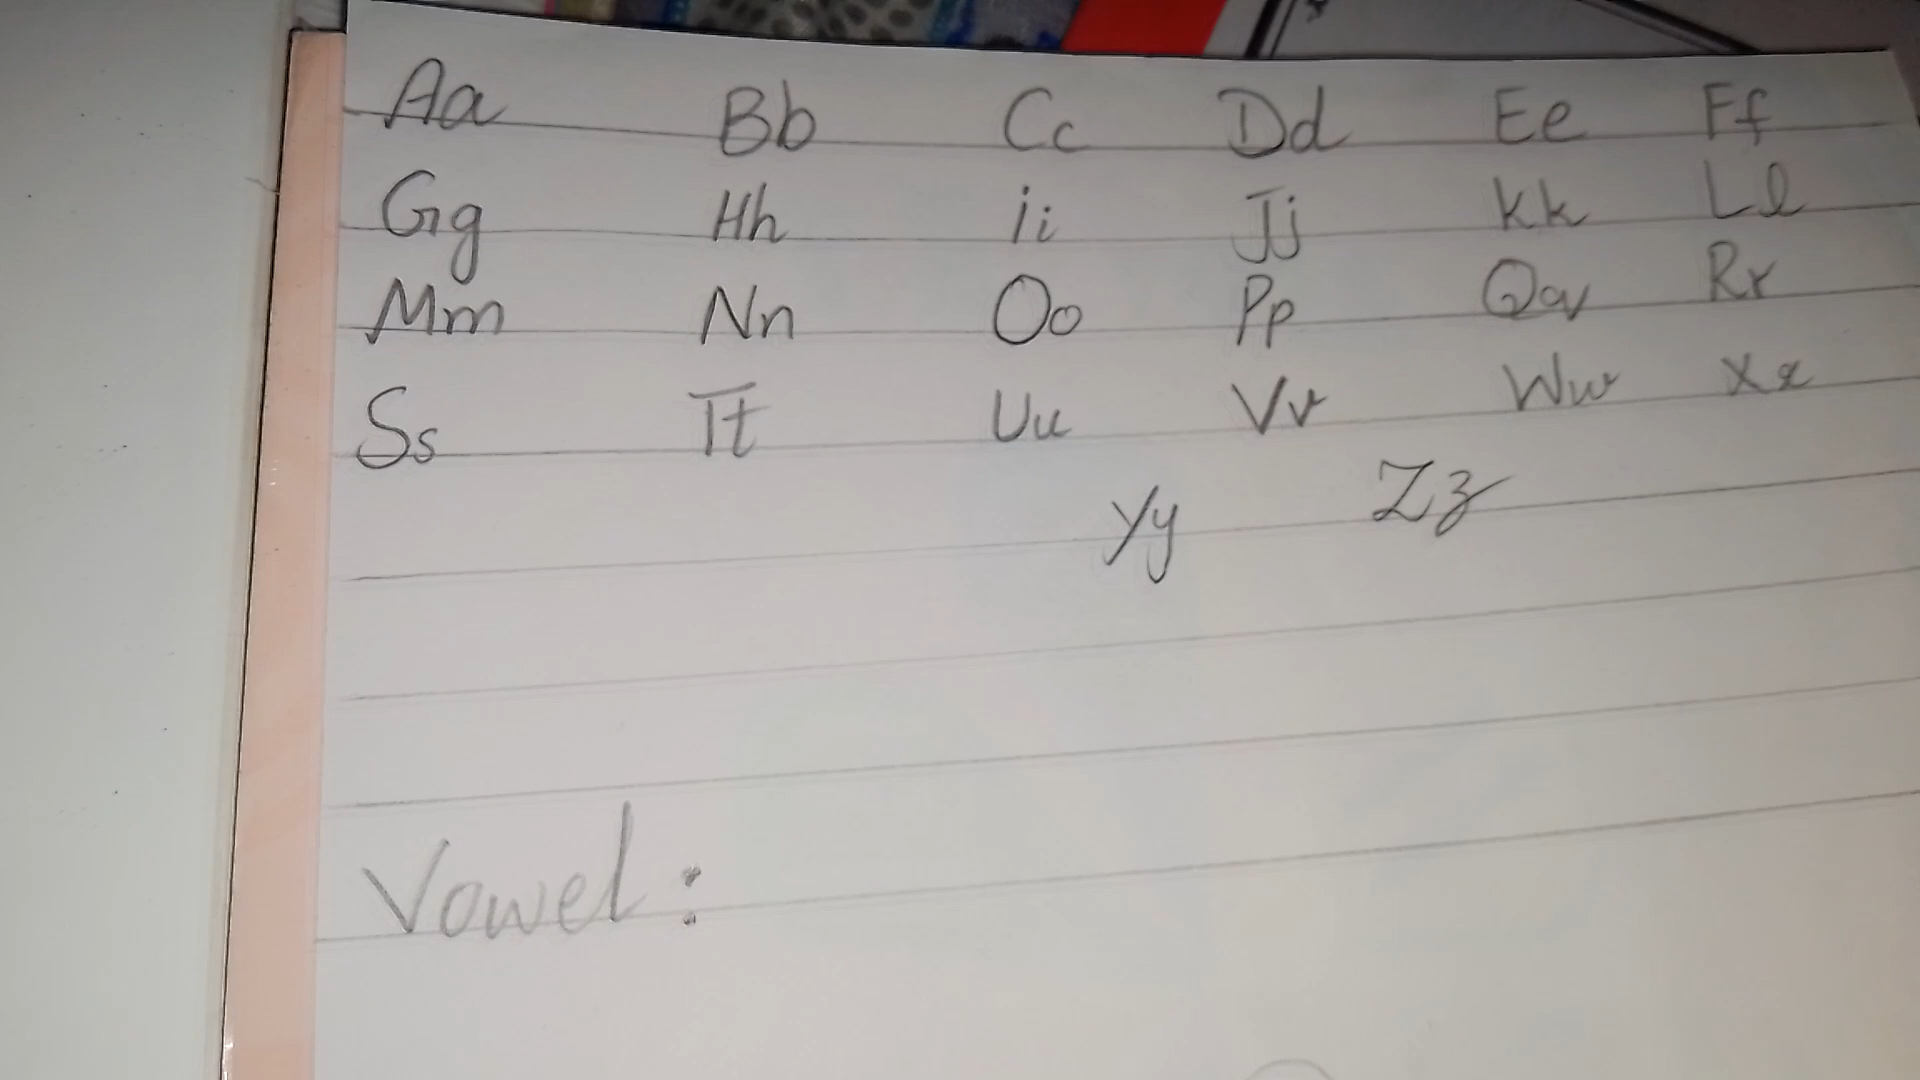 Aa Bb Cc Dd Ee Ff
Gg Hh ii Jj Kk Ll
Mm Nn Oo Pp Qq Rr
Ss Tt Uu Vv Ww Xx
Yy Zz
Vowel :